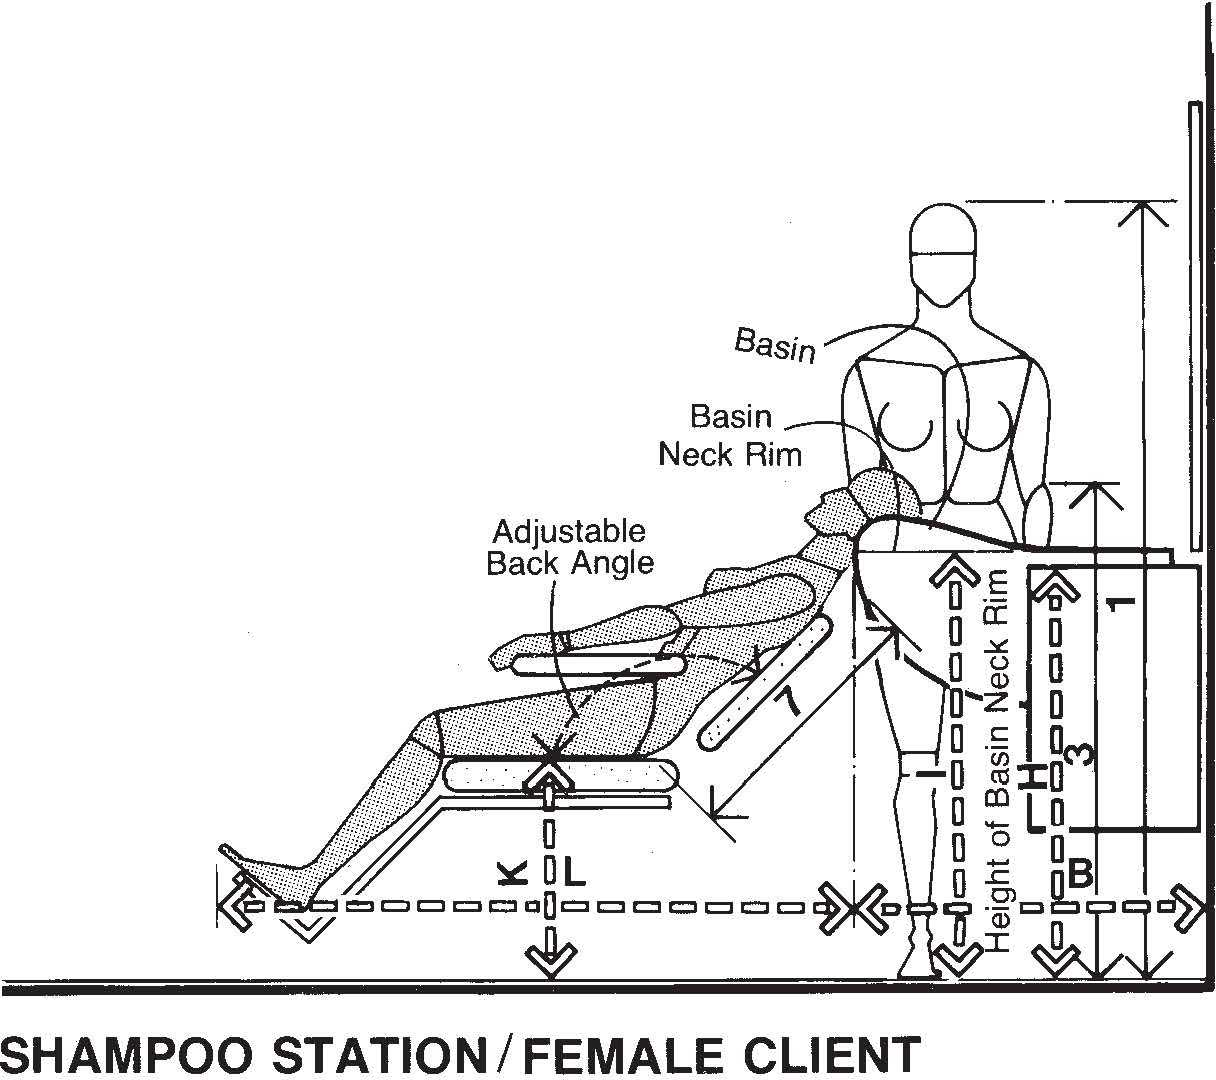 Basin
Basin
Neck Rim
Adjustable
Back Angle
1
7
3
Height of Basin Neck Rim
I
H
K
L
B
SHAMPOO STATION/FEMALE CLIENT